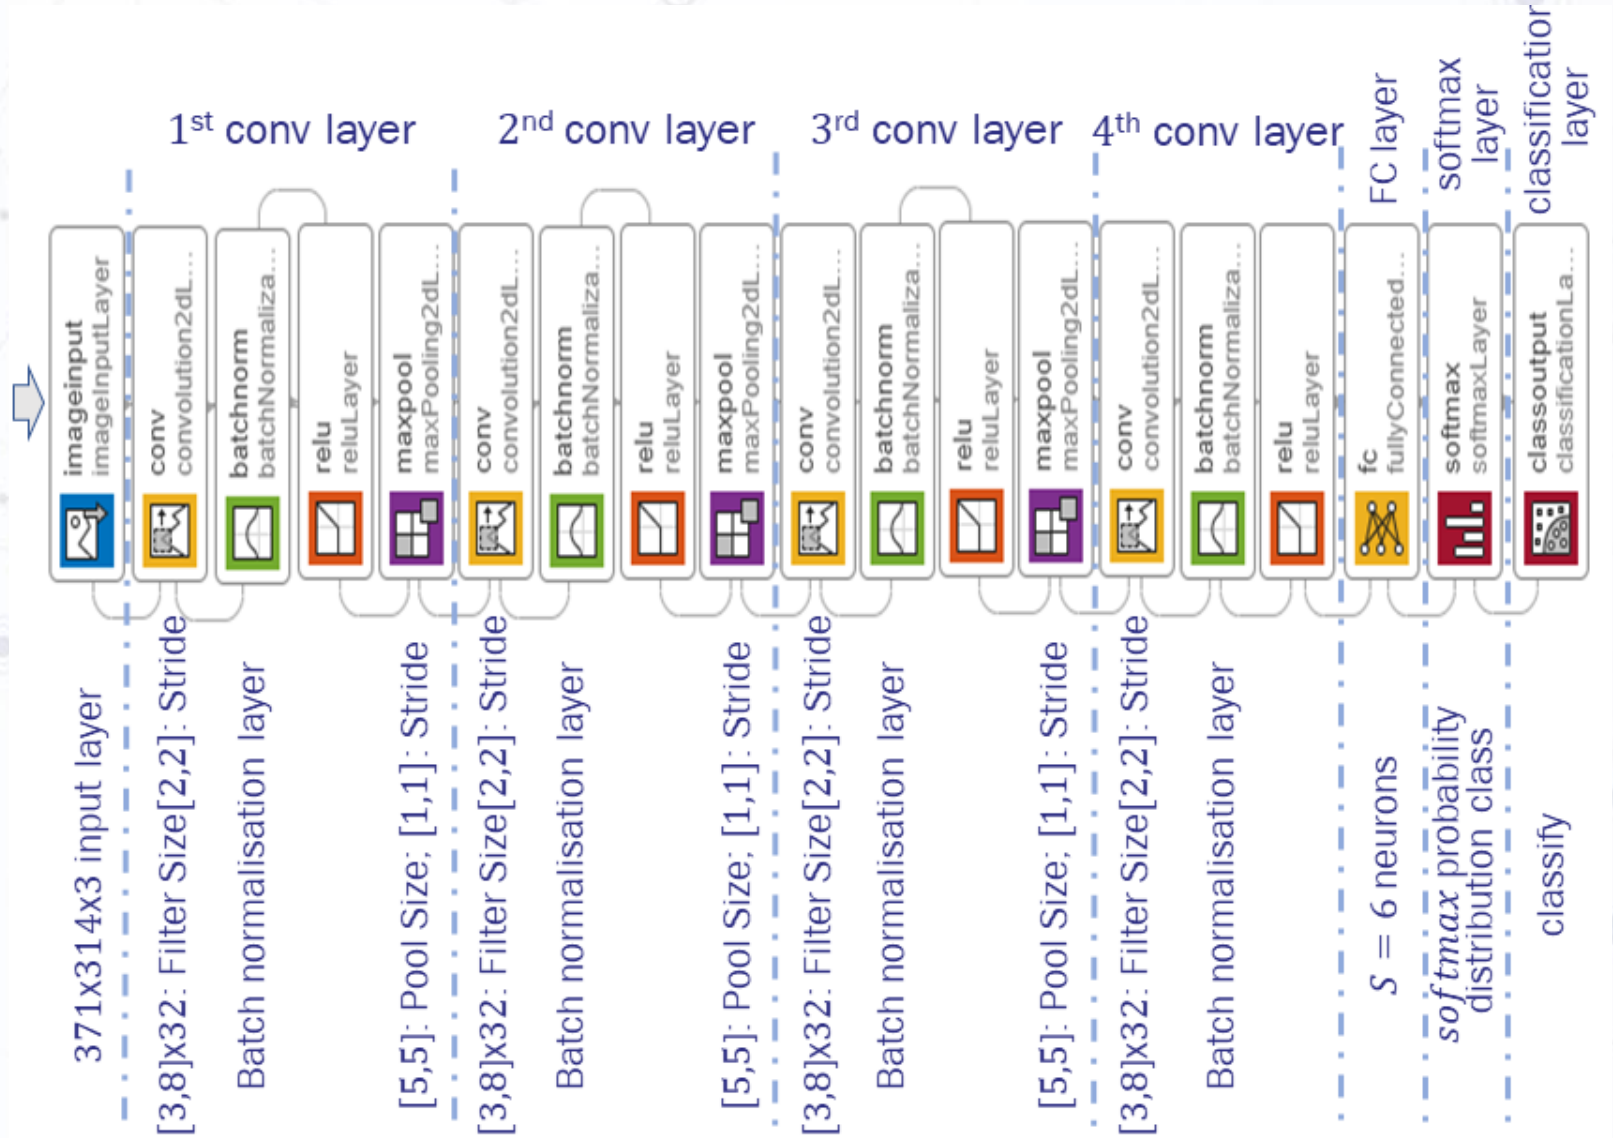 1st conv layer
2nd conv layer
3rd conv layer
4th conv layer
FC layer
softmax
layer
classification
layer
imageinput
imageInputLayer
conv
convolution2dL...
batchnorm
batchNormaliza...
relu
reluLayer
maxpool
maxPooling2dL...
conv
convolution2dL...
batchnorm
batchNormaliza...
relu
reluLayer
maxpool
maxPooling2dL...
conv
convolution2dL...
batchnorm
batchNormaliza...
relu
reluLayer
maxpool
maxPooling2dL...
conv
convolution2dL...
batchnorm
batchNormaliza...
relu
reluLayer
fc
fullyConnected...
softmax
softmaxLayer
classoutput
classificationLa...
371x314x3 input layer
[3,8]x32: Filter Size[2,2]: Stride
Batch normalisation layer
[5,5]: Pool Size; [1,1]: Stride
[3,8]x32: Filter Size[2,2]: Stride
Batch normalisation layer
[5,5]: Pool Size; [1,1]: Stride
[3,8]x32: Filter Size[2,2]: Stride
Batch normalisation layer
[5,5]: Pool Size; [1,1]: Stride
[3,8]x32: Filter Size[2,2]: Stride
Batch normalisation layer
S = 6 neurons
softmax probability
distribution class
classify